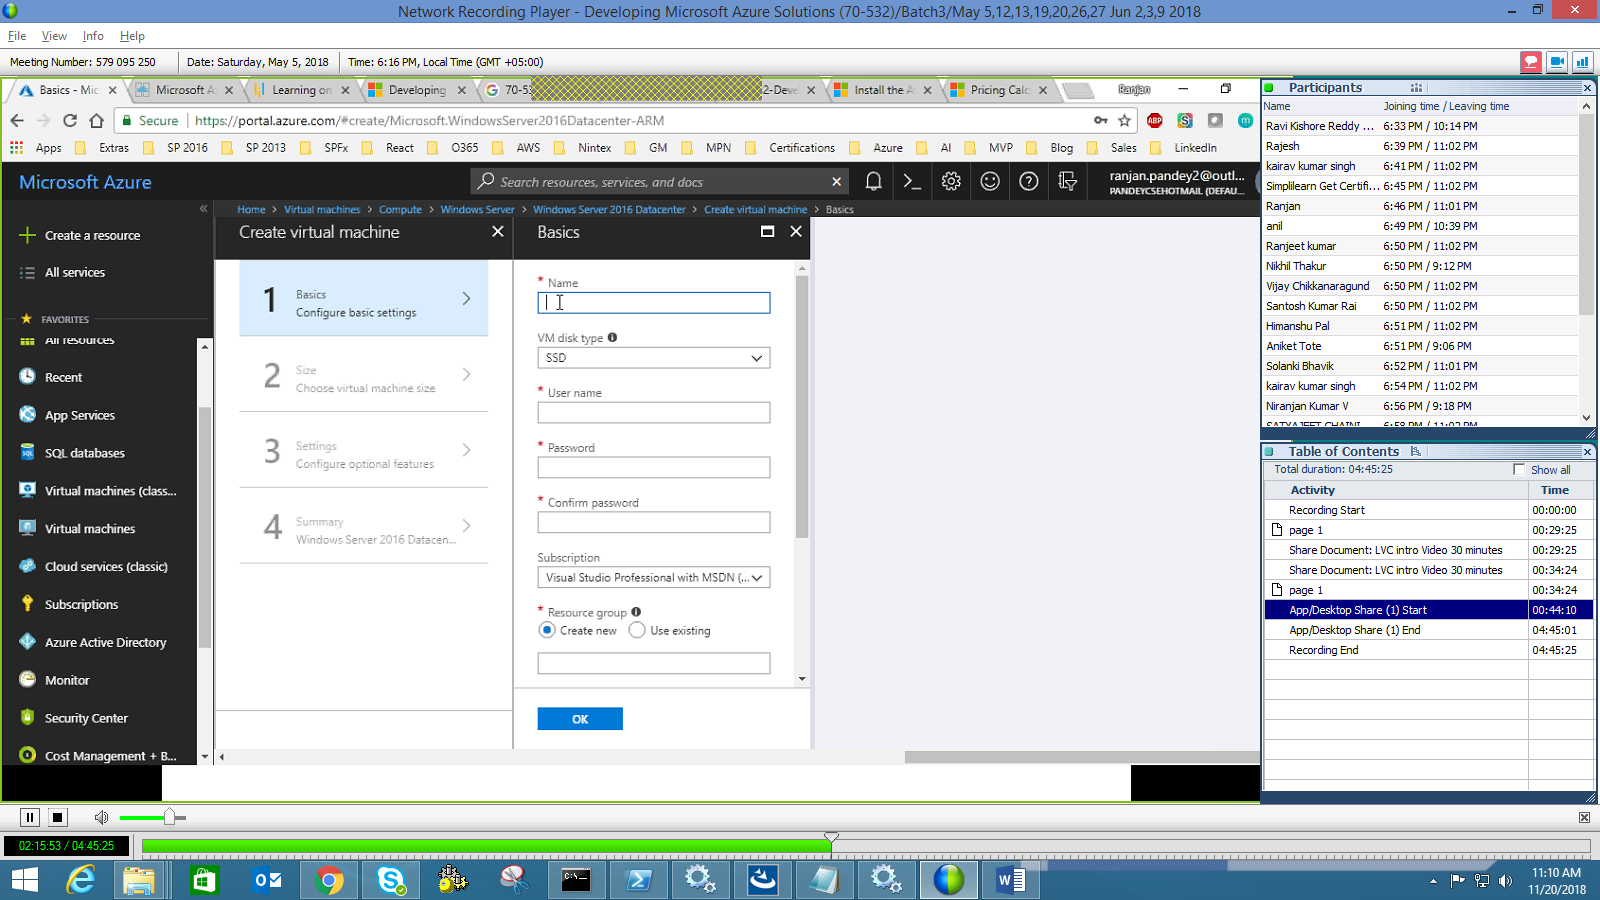 Network Recording Player - Developing Microsoft Azure Solutions (70-532)/Batch3/May 5,12,13,19,20,26,27 Jun 2,3,9 2018
File View Info Help
Meeting Number: 579 095 250 Date: Saturday, May 5, 2018 Time: 6:16 PM, Local Time (GMT +05:00)
Basics - Mic Microsoft A Learning on Developing 70-53 2-Devel Install the A Pricing Calc Ranjan
Secure https://portal.azure.com/#create/Microsoft.WindowsServer2016Datacenter-ARM
Apps Extras SP 2016 SP 2013 SPFx React O365 AWS Nintex GM MPN Certifications Azure AI MVP Blog Sales LinkedIn
Microsoft Azure
Search resources, services, and docs
ranjan.pandey2@outl...
PANDEYCSEHOTMAIL (DEFAU...
Home > Virtual machines > Compute > Windows Server > Windows Server 2016 Datacenter > Create virtual machine > Basics
Create a resource
All services
FAVORITES
All resources
Recent
App Services
SQL databases
Virtual machines (class...
Virtual machines
Cloud services (classic)
Subscriptions
Azure Active Directory
Monitor
Security Center
Cost Management + B...
Create virtual machine
1 Basics
Configure basic settings
2 Size
Choose virtual machine size
3 Settings
Configure optional features
4 Summary
Windows Server 2016 Datacen...
Basics
* Name
VM disk type
SSD
* User name
* Password
* Confirm password
Subscription
Visual Studio Professional with MSDN (...
* Resource group
Create new Use existing
OK
Participants
Name Joining time / Leaving time
Ravi Kishore Reddy ... 6:33 PM / 10:14 PM
Rajesh 6:39 PM / 11:02 PM
kairav kumar singh 6:41 PM / 11:02 PM
Simplilearn Get Certifi... 6:45 PM / 11:02 PM
Ranjan 6:46 PM / 11:01 PM
anil 6:49 PM / 10:39 PM
Ranjeet kumar 6:50 PM / 11:02 PM
Nikhil Thakur 6:50 PM / 9:12 PM
Vijay Chikkanaragund 6:50 PM / 11:02 PM
Santosh Kumar Rai 6:50 PM / 11:02 PM
Himanshu Pal 6:51 PM / 11:02 PM
Aniket Tote 6:51 PM / 9:06 PM
Solanki Bhavik 6:52 PM / 11:01 PM
kairav kumar singh 6:54 PM / 11:02 PM
Niranjan Kumar V 6:56 PM / 9:18 PM
SATYAJEET CHAINI 6:58 PM / 11:02 PM
Table of Contents
Total duration: 04:45:25 Show all
Activity Time
Recording Start 00:00:00
page 1 00:29:25
Share Document: LVC intro Video 30 minutes 00:29:25
Share Document: LVC intro Video 30 minutes 00:34:24
page 1 00:34:24
App/Desktop Share (1) Start 00:44:10
App/Desktop Share (1) End 04:45:01
Recording End 04:45:25
02:15:53 / 04:45:25
11:10 AM
11/20/2018